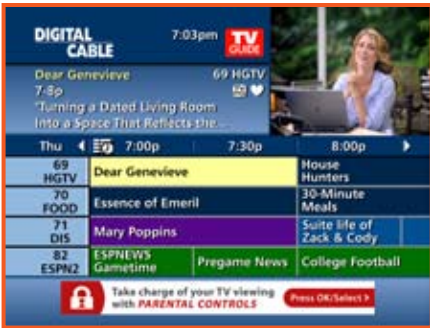 DIGITAL
CABLE
7:03pm
TV
GUIDE
Dear Genevieve 69 HGTV
7-8p
"Turning a Dated Living Room
Into a Space That Reflects the...
Thu 7:00p 7:30p 8:00p
69
HGTV
Dear Genevieve
House
Hunters
70
FOOD
Essence of Emeril
30-Minute
Meals
71
DIS
Mary Poppins
Suite life of
Zack & Cody
82
ESPN2
ESPNEWS
Gametime
Pregame News
College Football
Take charge of your TV viewing
with PARENTAL CONTROLS
Press OK/Select